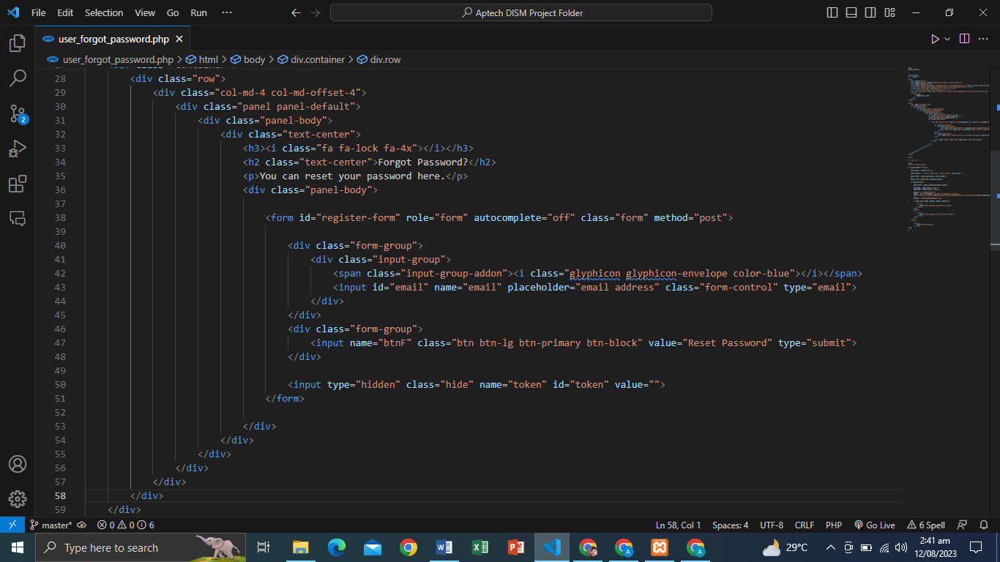 File Edit Selection View Go Run ··· Aptech DISM Project Folder
php user_forgot_password.php
php user_forgot_password.php > html > body > div.container > div.row
28 <div class="row">
29 <div class="col-md-4 col-md-offset-4">
30 <div class="panel panel-default">
31 <div class="panel-body">
32 <div class="text-center">
33 <h3><i class="fa fa-lock fa-4x"></i></h3>
34 <h2 class="text-center">Forgot Password?</h2>
35 <p>You can reset your password here.</p>
36 <div class="panel-body">
37
38 <form id="register-form" role="form" autocomplete="off" class="form" method="post">
39
40 <div class="form-group">
41 <div class="input-group">
42 <span class="input-group-addon"><i class="glyphicon glyphicon-envelope color-blue"></i></span>
43 <input id="email" name="email" placeholder="email address" class="form-control" type="email">
44 </div>
45 </div>
46 <div class="form-group">
47 <input name="btnF" class="btn btn-lg btn-primary btn-block" value="Reset Password" type="submit">
48 </div>
49
50 <input type="hidden" class="hide" name="token" id="token" value="">
51 </form>
52
53 </div>
54 </div>
55 </div>
56 </div>
57 </div>
58 </div>
59 </div>
2
master* 0 0 6 Ln 58, Col 1 Spaces: 4 UTF-8 CRLF PHP Go Live 6 Spell
Type here to search 29°C 2:41 am
12/08/2023